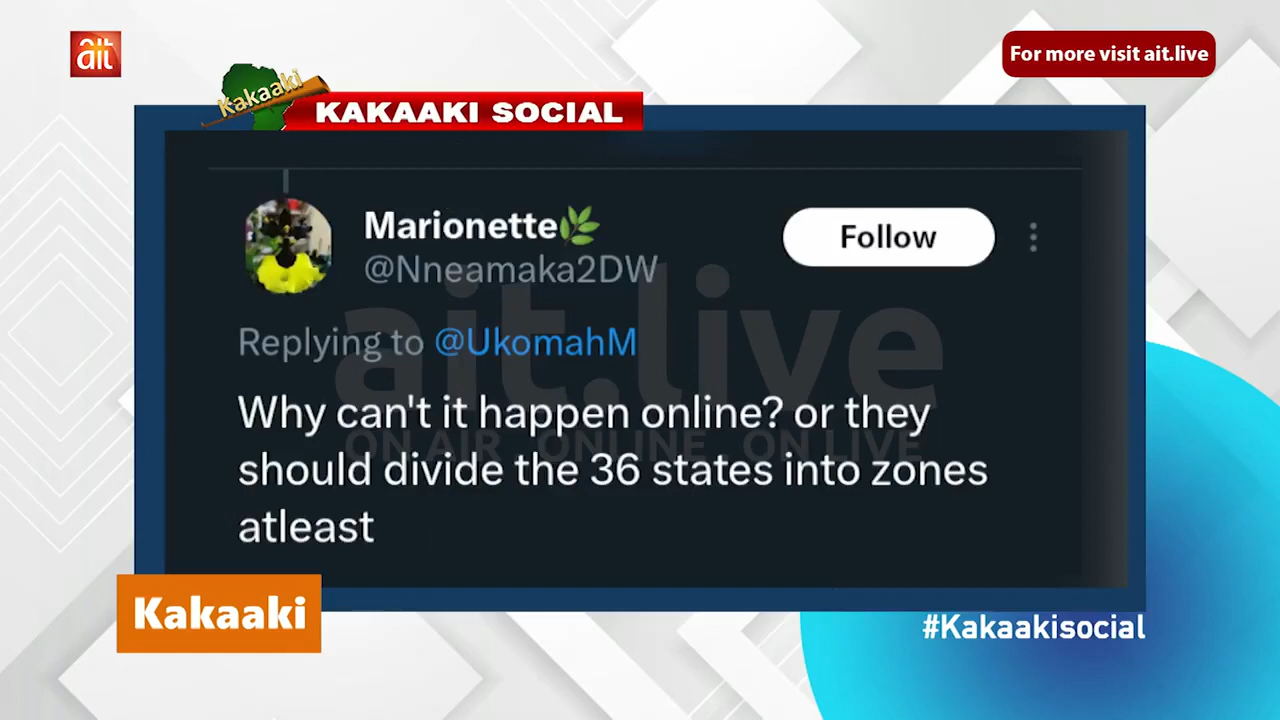 ait
For more visit ait.live
Kakaaki
KAKAAKI SOCIAL
Marionette🌿
Follow
@Nneamaka2DW
Replying to @UkomahM
Why can't it happen online? or they
should divide the 36 states into zones
atleast
ait.live
ON AIR . ONLINE . ON LIVE
Kakaaki
#Kakaakisocial